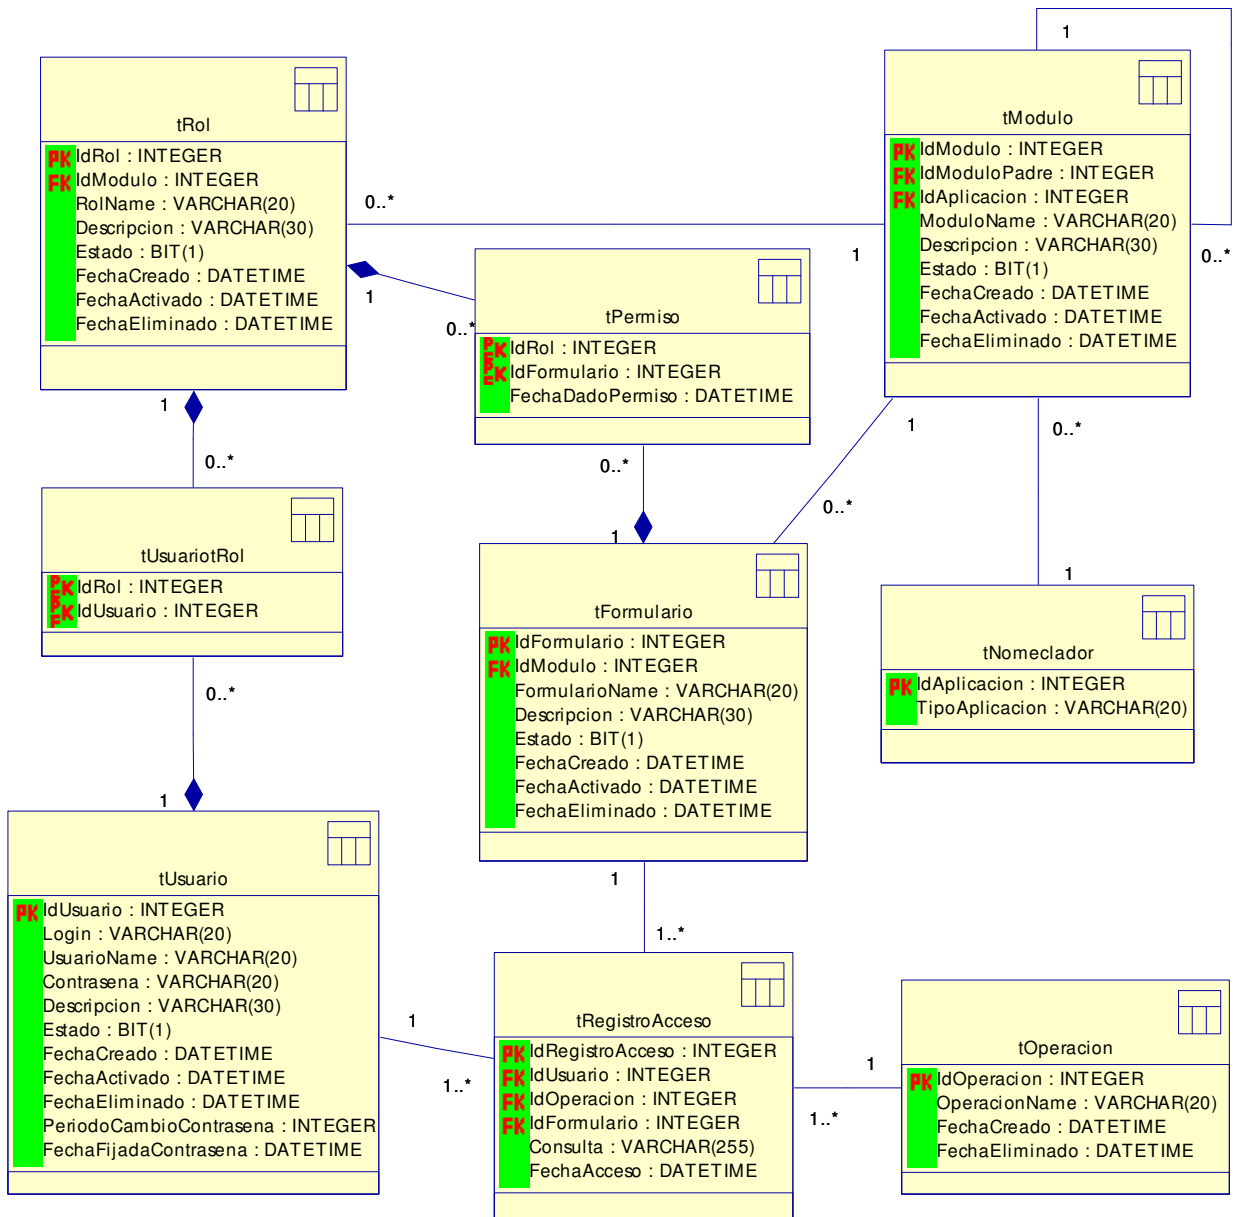 1
tRol
PK IdRol : INTEGER
FK IdModulo : INTEGER
RolName : VARCHAR(20)
Descripcion : VARCHAR(30)
Estado : BIT(1)
FechaCreado : DATETIME
FechaActivado : DATETIME
FechaEliminado : DATETIME
0..*
1
tModulo
PK IdModulo : INTEGER
FK IdModuloPadre : INTEGER
FK IdAplicacion : INTEGER
ModuloName : VARCHAR(20)
Descripcion : VARCHAR(30)
Estado : BIT(1)
FechaCreado : DATETIME
FechaActivado : DATETIME
FechaEliminado : DATETIME
0..*
1
0..*
tPermiso
IdRol : INTEGER
IdFormulario : INTEGER
FechaDadoPermiso : DATETIME
1
0..*
0..*
1
1
0..*
0..*
1
tUsuariotRol
IdRol : INTEGER
IdUsuario : INTEGER
0..*
1
tFormulario
PK IdFormulario : INTEGER
FK IdModulo : INTEGER
FormularioName : VARCHAR(20)
Descripcion : VARCHAR(30)
Estado : BIT(1)
FechaCreado : DATETIME
FechaActivado : DATETIME
FechaEliminado : DATETIME
tNomeclador
PK IdAplicacion : INTEGER
TipoAplicacion : VARCHAR(20)
tUsuario
PK IdUsuario : INTEGER
Login : VARCHAR(20)
UsuarioName : VARCHAR(20)
Contrasena : VARCHAR(20)
Descripcion : VARCHAR(30)
Estado : BIT(1)
FechaCreado : DATETIME
FechaActivado : DATETIME
FechaEliminado : DATETIME
PeriodoCambioContrasena : INTEGER
FechaFijadaContrasena : DATETIME
1
1..*
1
1..*
tRegistroAcceso
PK IdRegistroAcceso : INTEGER
FK IdUsuario : INTEGER
FK IdOperacion : INTEGER
FK IdFormulario : INTEGER
Consulta : VARCHAR(255)
FechaAcceso : DATETIME
1
1..*
tOperacion
PK IdOperacion : INTEGER
OperacionName : VARCHAR(20)
FechaCreado : DATETIME
FechaEliminado : DATETIME